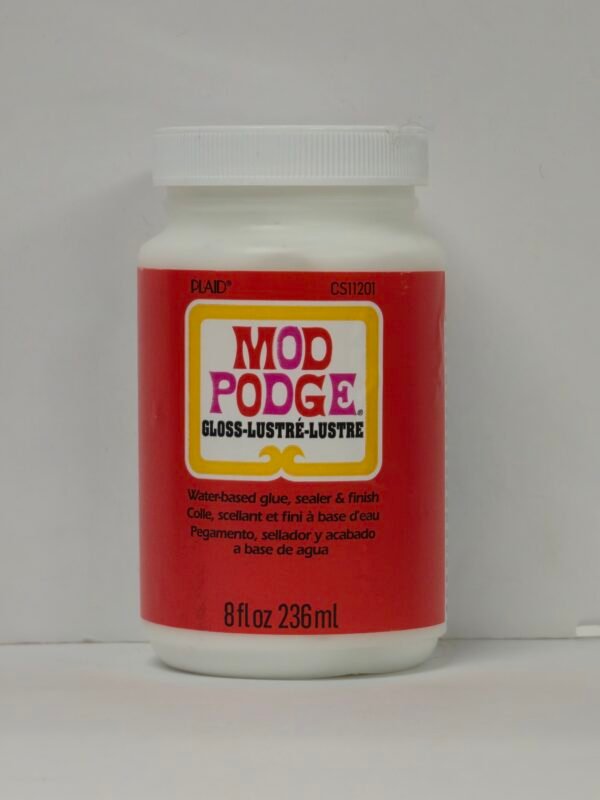 PLAID® CS11201
MOD
PODGE®
GLOSS-LUSTRÉ-LUSTRE
Water-based glue, sealer & finish
Colle, scellant et fini à base d'eau
Pegamento, sellador y acabado
a base de agua
8 fl oz 236 ml